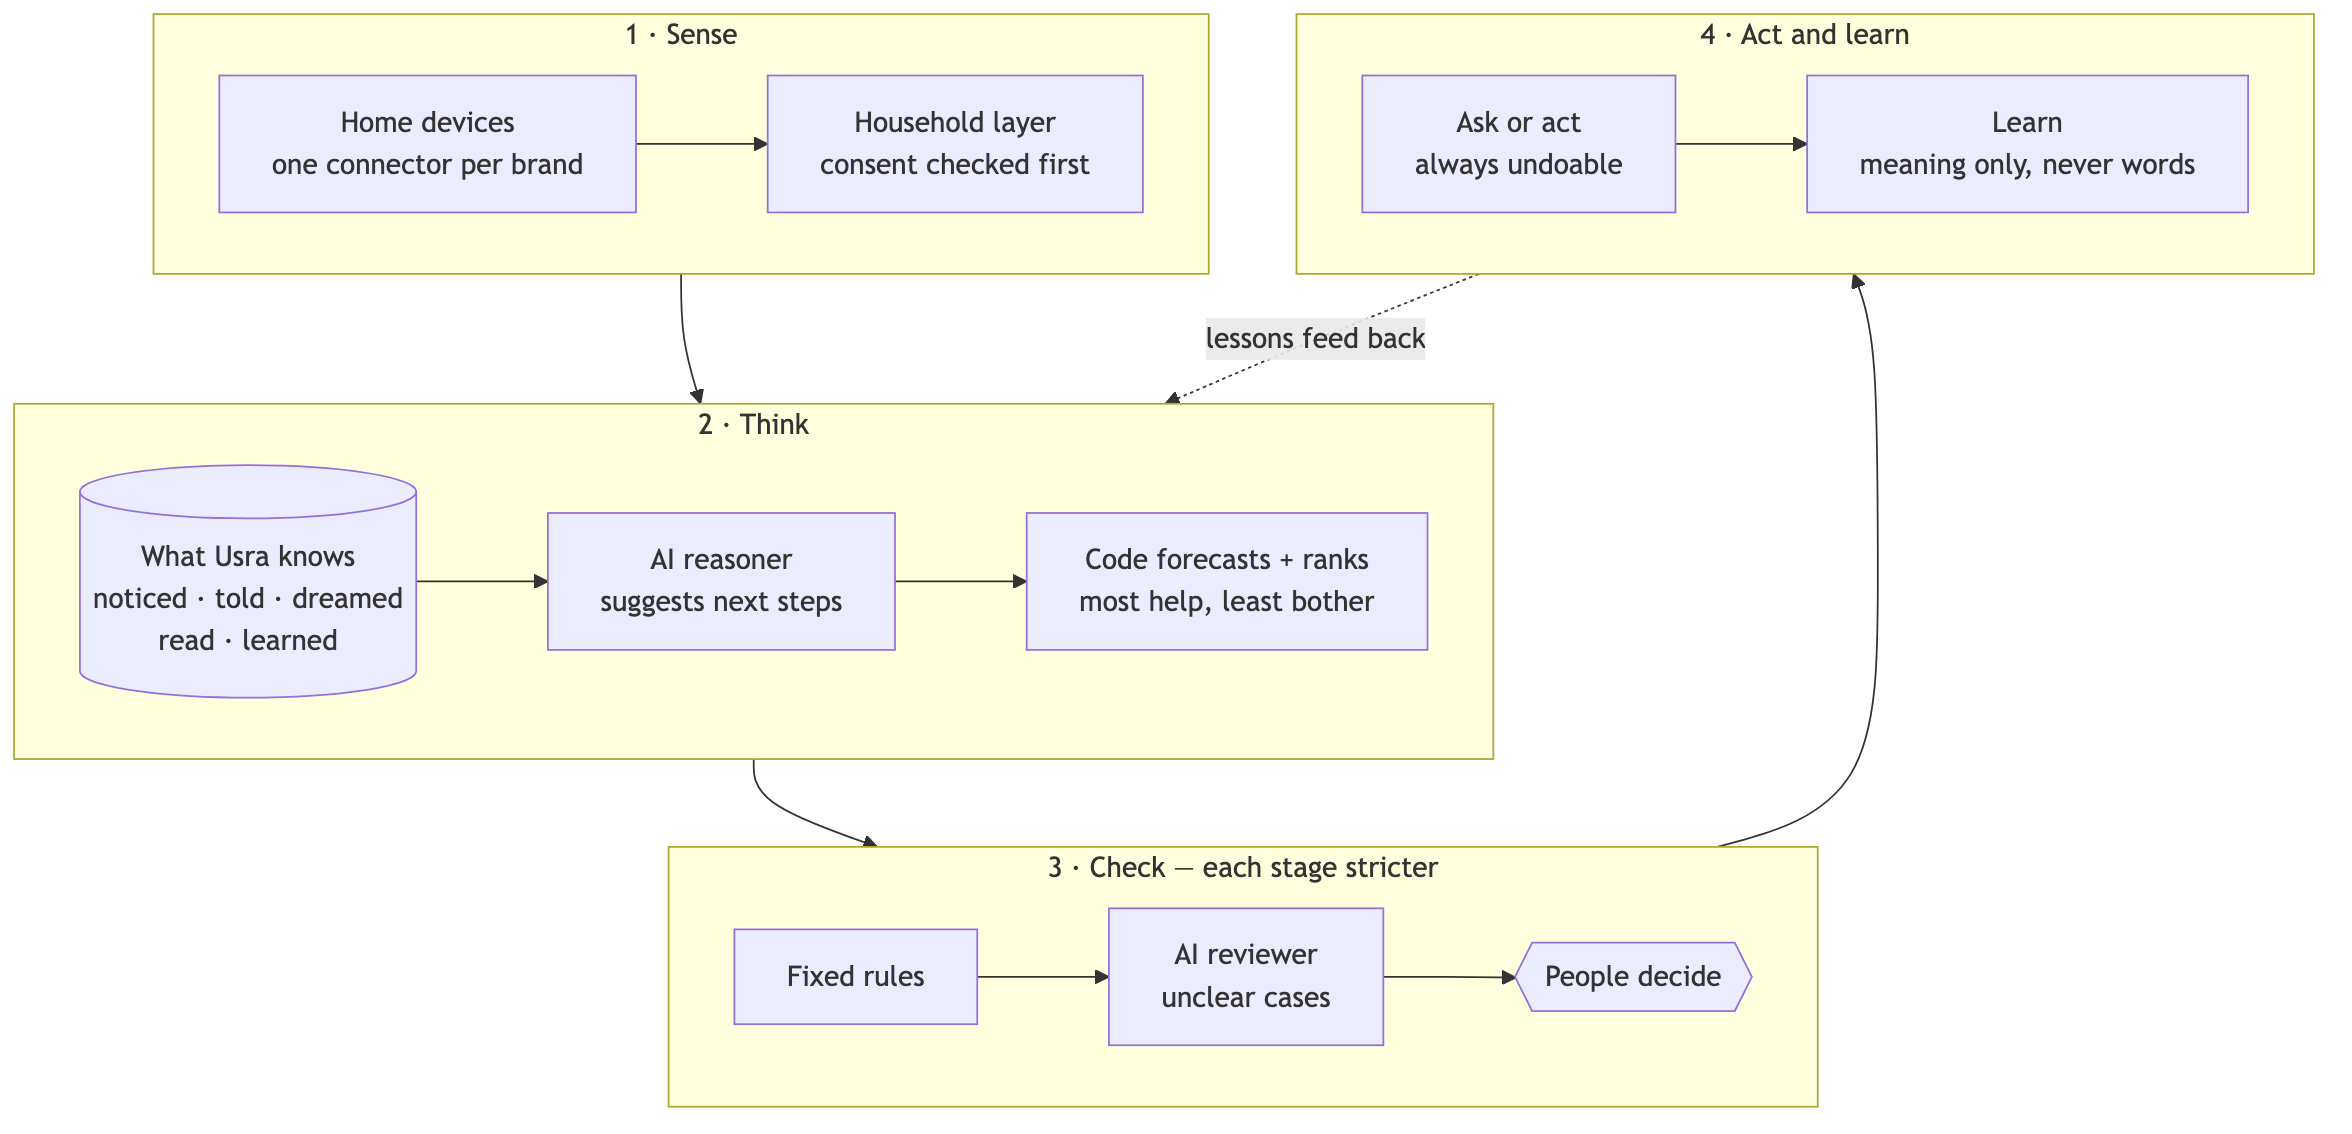 1 · Sense
Home devices
one connector per brand
Household layer
consent checked first
4 · Act and learn
Ask or act
always undoable
Learn
meaning only, never words
lessons feed back
2 · Think
What Usra knows
noticed · told · dreamed
read · learned
AI reasoner
suggests next steps
Code forecasts + ranks
most help, least bother
3 · Check — each stage stricter
Fixed rules
AI reviewer
unclear cases
People decide